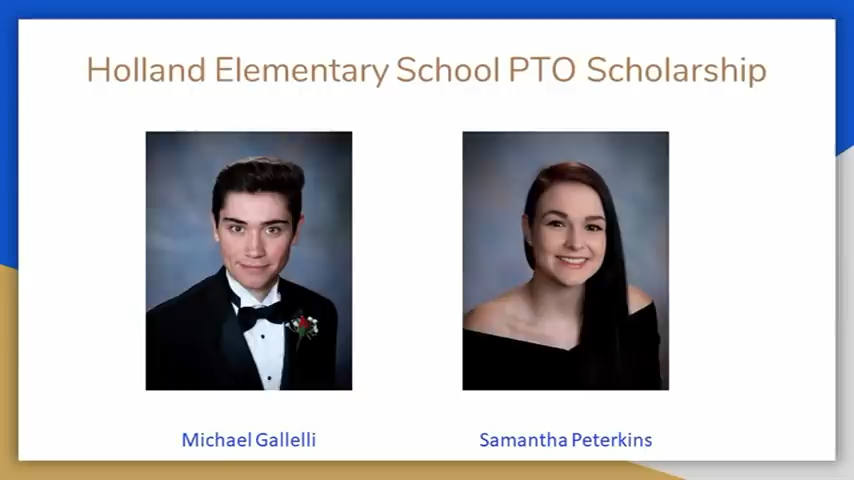 Holland Elementary School PTO Scholarship
Michael Gallelli
Samantha Peterkins